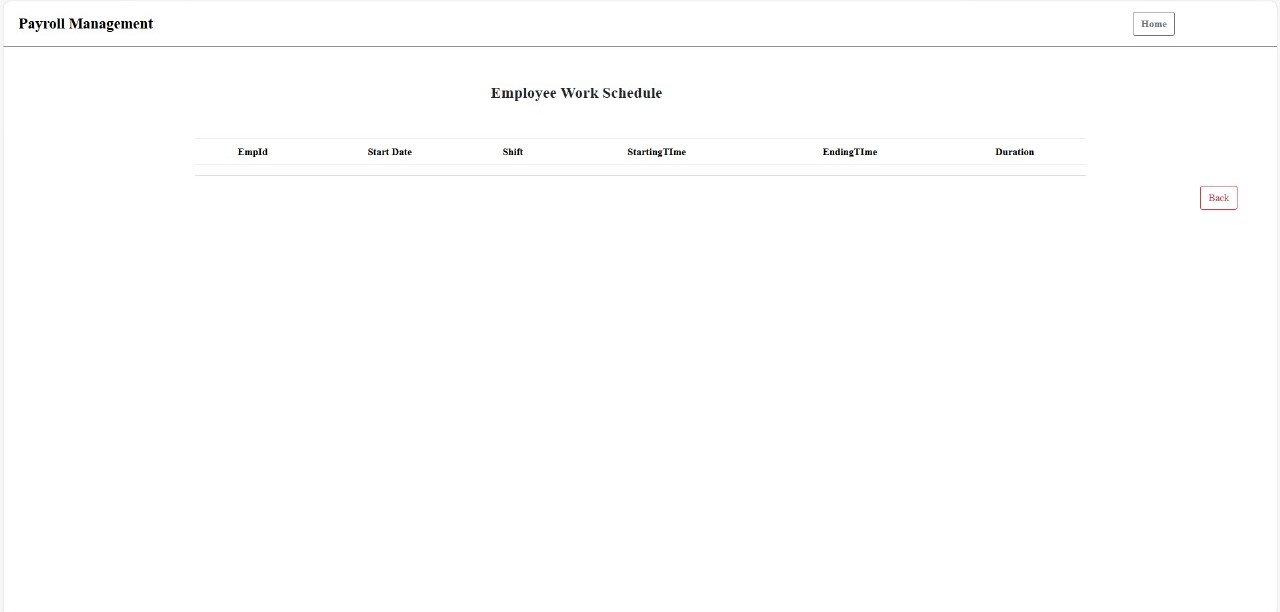 Payroll Management Home
Employee Work Schedule
EmpId Start Date Shift StartingTIme EndingTIme Duration
Back